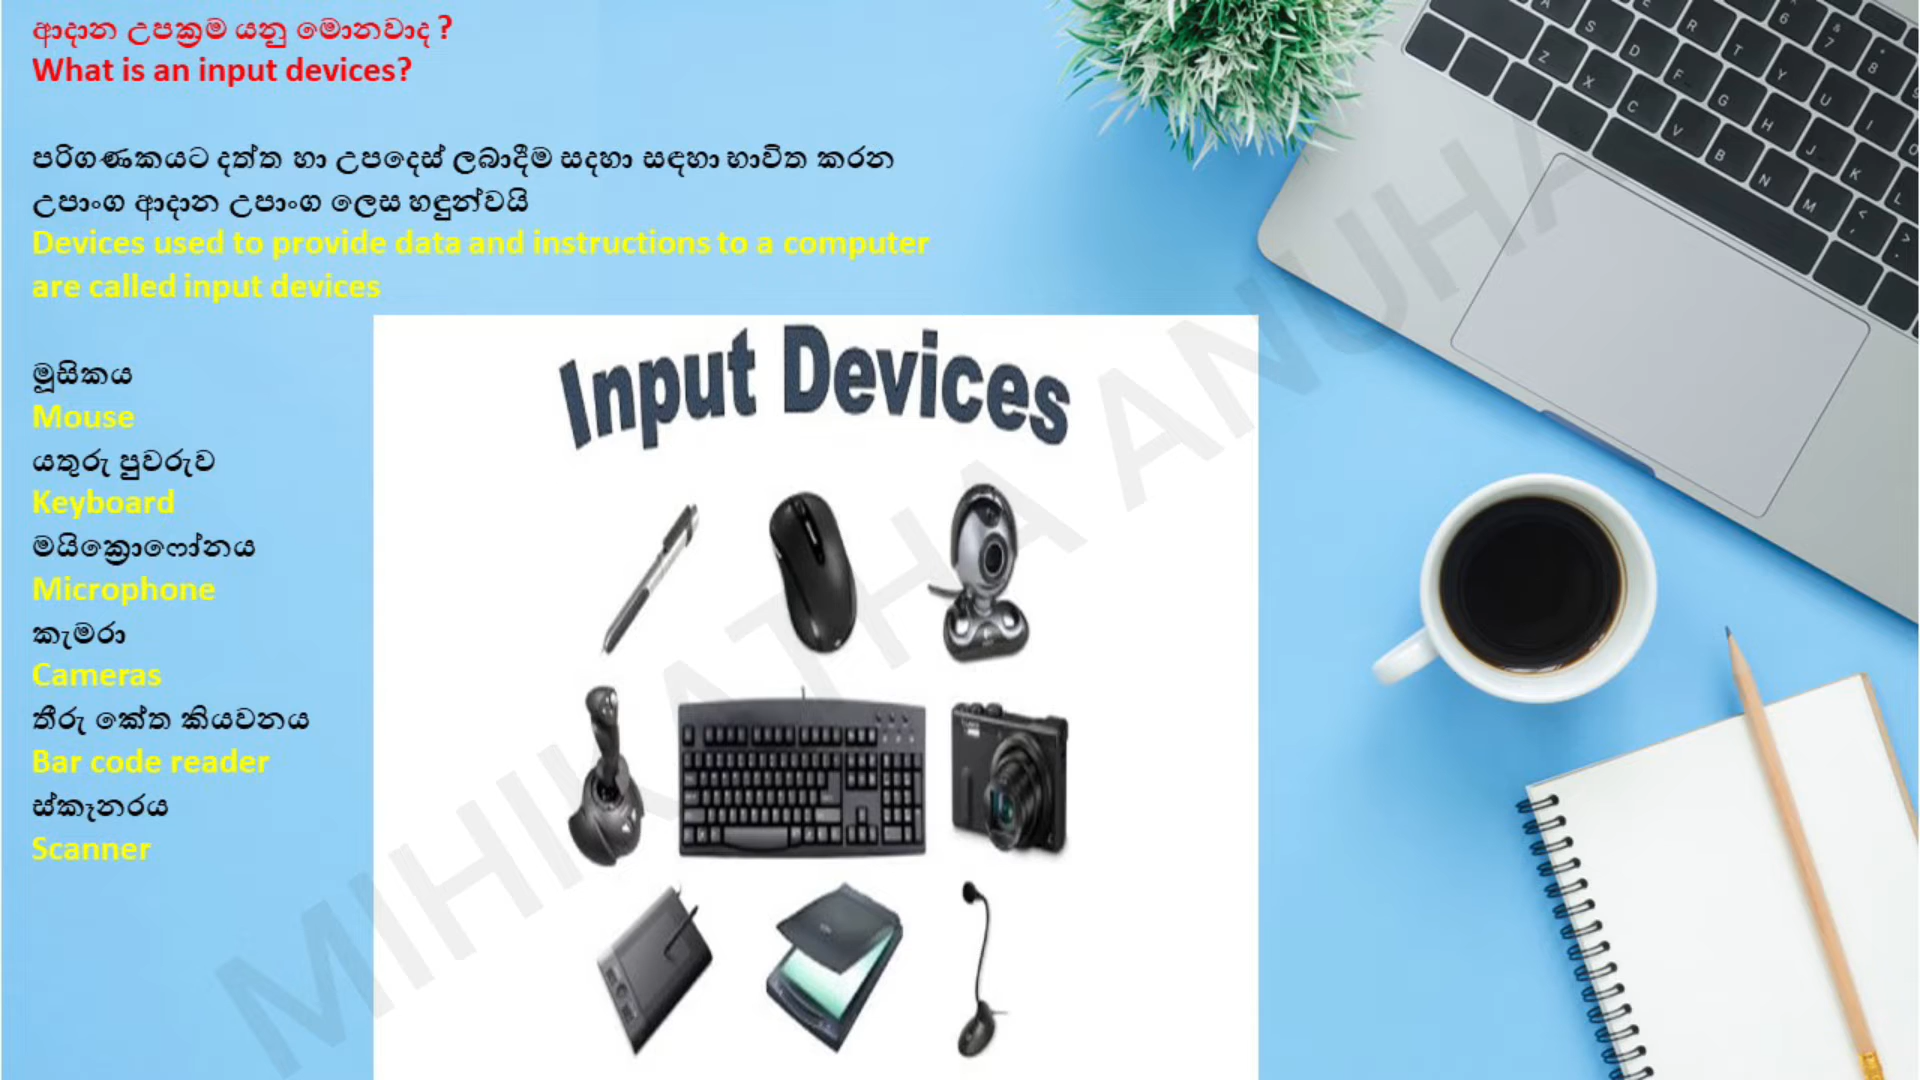 ආදාන උපක්‍රම යනු මොනවාද ?
What is an input devices?
පරිගණකයට දත්ත හා උපදෙස් ලබාදීම සදහා සඳහා භාවිත කරන
උපාංග ආදාන උපාංග ලෙස හඳුන්වයි
Devices used to provide data and instructions to a computer
are called input devices
මූසිකය
Mouse
යතුරු පුවරුව
Keyboard
මයික්‍රොෆෝනය
Microphone
කැමරා
Cameras
තීරු කේත කියවනය
Bar code reader
ස්කෑනරය
Scanner
Input Devices
MIHIKATHA ANUHA